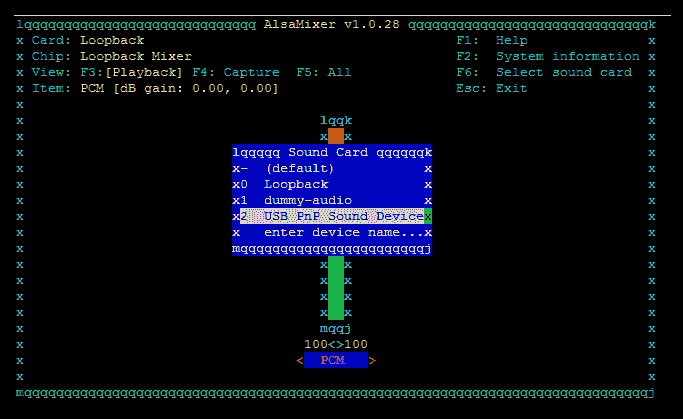 lqqqqqqqqqqqqqqqqqqqqqqqqqqqqq AlsaMixer v1.0.28 qqqqqqqqqqqqqqqqqqqqqqqqqqqqqqk
x Card: Loopback F1: Help x
x Chip: Loopback Mixer F2: System information x
x View: F3:[Playback] F4: Capture F5: All F6: Select sound card x
x Item: PCM [dB gain: 0.00, 0.00] Esc: Exit x
x x
x lqqk x
x x x x
x lqqqqq Sound Card qqqqqqk x
x x- (default) x x
x x0 Loopback x x
x x1 dummy-audio x x
x x2 USB PnP Sound Devicex x
x x enter device name...x x
x mqqqqqqqqqqqqqqqqqqqqqqqj x
x x x x
x x x x
x x x x
x x x x
x mqqj x
x 100<>100 x
x < PCM > x
x x
mqqqqqqqqqqqqqqqqqqqqqqqqqqqqqqqqqqqqqqqqqqqqqqqqqqqqqqqqqqqqqqqqqqqqqqqqqqqqqqj